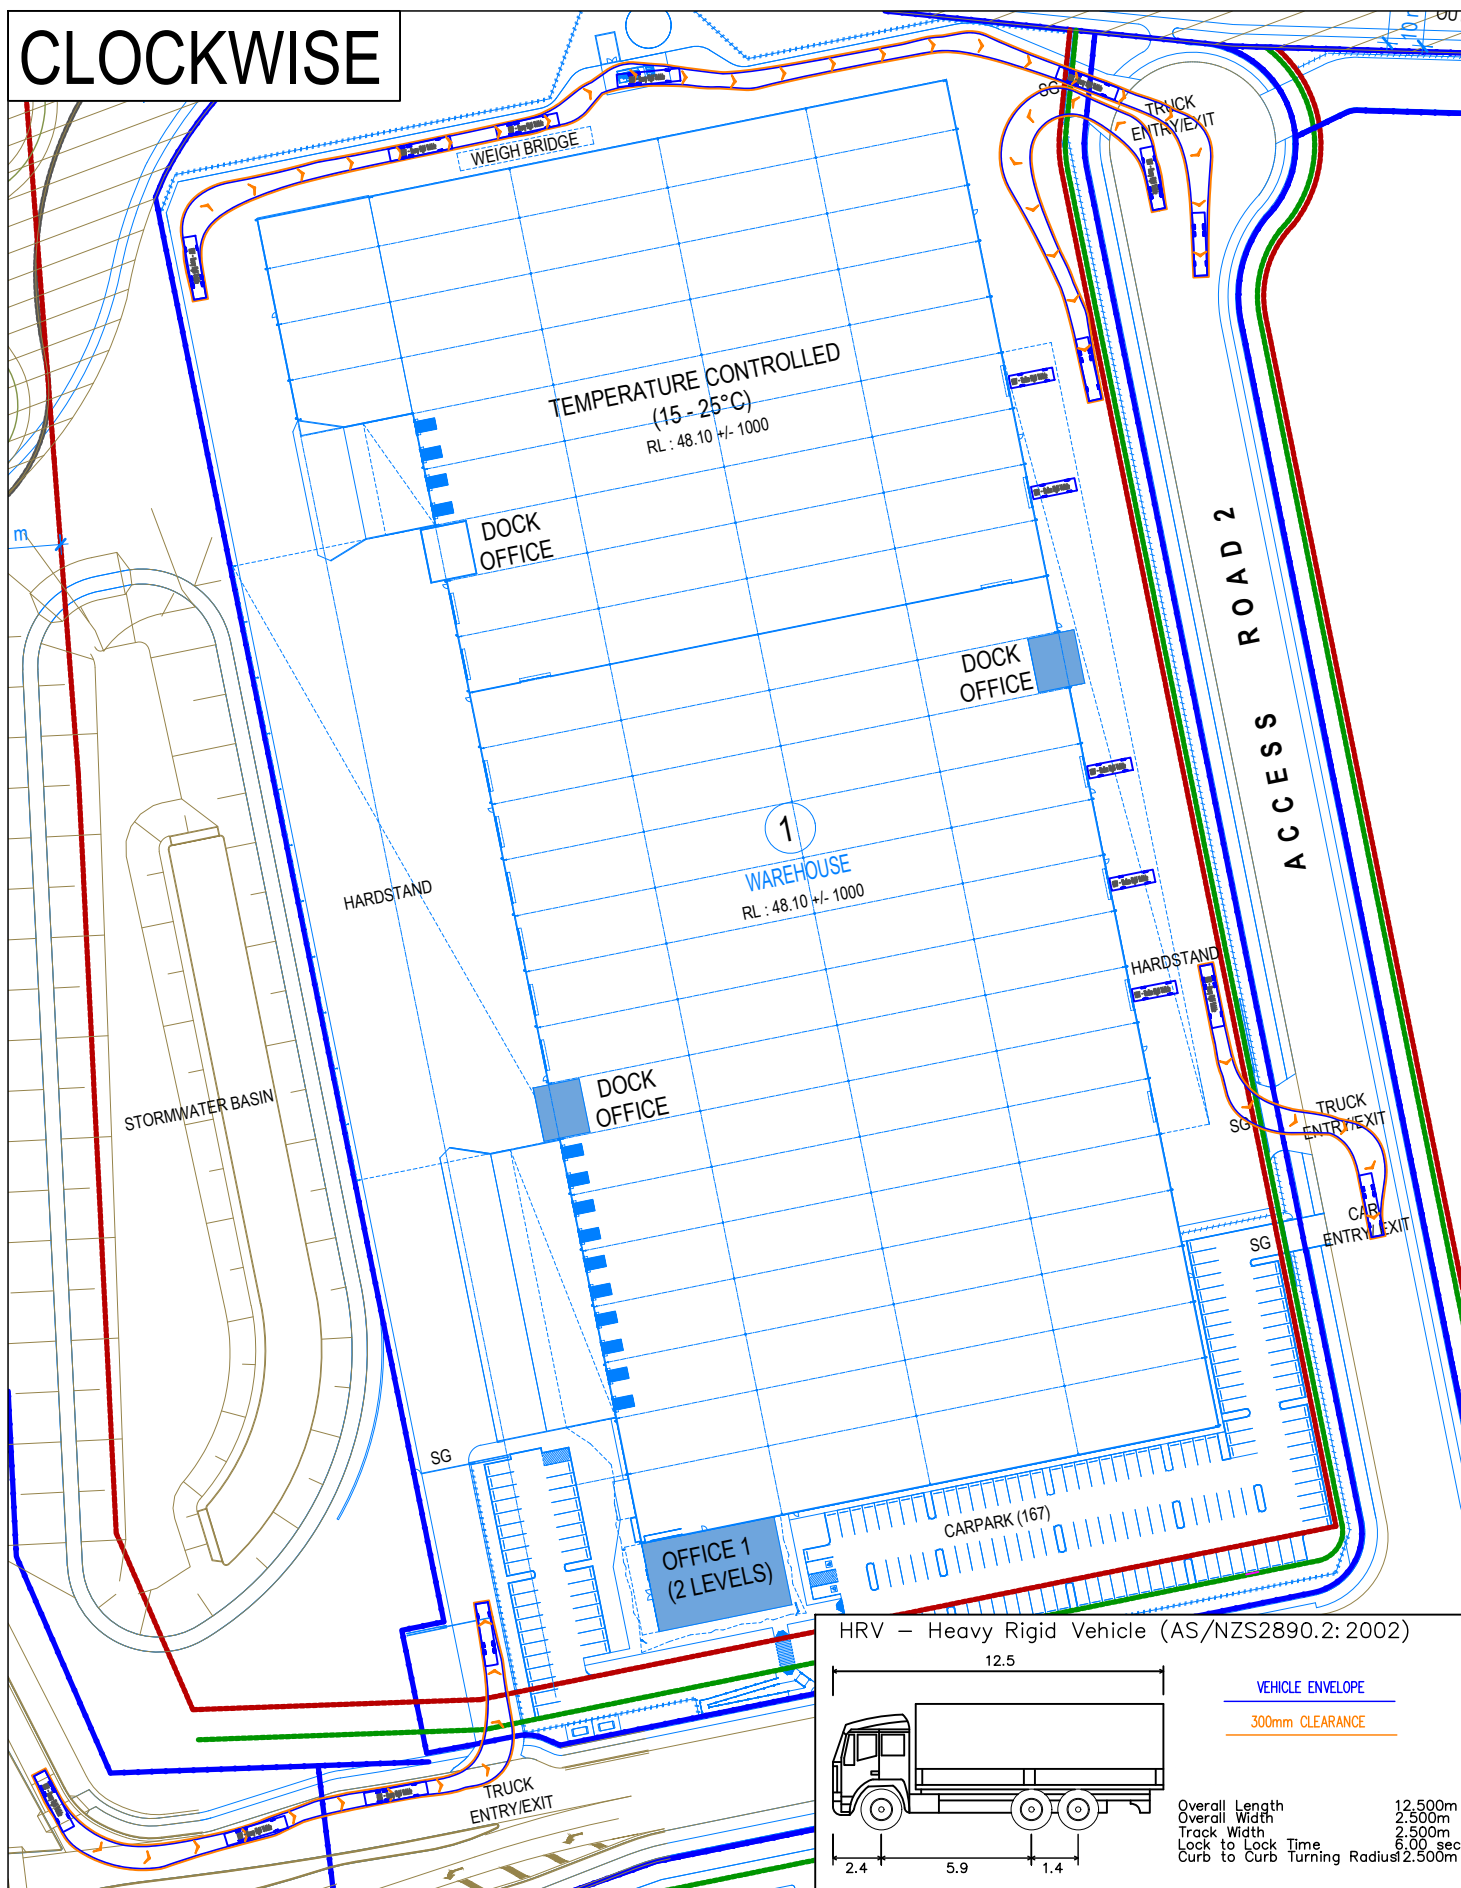 CLOCKWISE
10m
OU
SG
TRUCK
ENTRY/EXIT
WEIGH BRIDGE
TEMPERATURE CONTROLLED
(15 - 25°C)
RL : 48.10 +/- 1000
m
DOCK
OFFICE
ACCESS ROAD 2
DOCK
OFFICE
1
WAREHOUSE
RL : 48.10 +/- 1000
HARDSTAND
HARDSTAND
DOCK
OFFICE
STORMWATER BASIN
SG
TRUCK
ENTRY/EXIT
CAR
ENTRY/EXIT
SG
SG
CARPARK (167)
OFFICE 1
(2 LEVELS)
TRUCK
ENTRY/EXIT
HRV – Heavy Rigid Vehicle (AS/NZS2890.2:2002)
12.5
VEHICLE ENVELOPE
300mm CLEARANCE
2.4
5.9
1.4
Overall Length 12.500m
Overall Width 2.500m
Track Width 2.500m
Lock to Lock Time 6.00 sec
Curb to Curb Turning Radius 12.500m